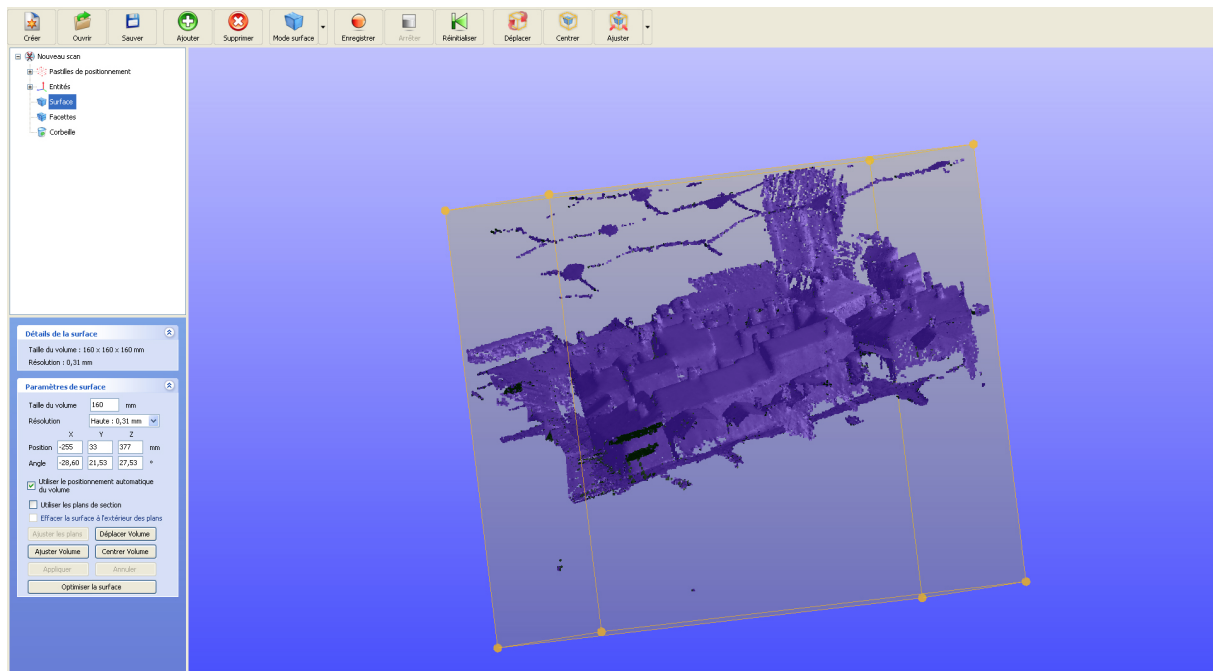 Créer Ouvrir Sauver Ajouter Supprimer Mode surface Enregistrer Arrêter Réinitialiser Déplacer Centrer Ajuster
Nouveau scan
Pastilles de positionnement
Entités
Surface
Facettes
Corbeille
Détails de la surface
Taille du volume : 160 x 160 x 160 mm
Résolution : 0,31 mm
Paramètres de surface
Taille du volume 160 mm
Résolution Haute : 0,31 mm
X Y Z
Position -255 33 377 mm
Angle -28,60 21,53 27,53 °
Utiliser le positionnement automatique
du volume
Utiliser les plans de section
Effacer la surface à l'extérieur des plans
Ajuster les plans Déplacer Volume
Ajuster Volume Centrer Volume
Appliquer Annuler
Optimiser la surface